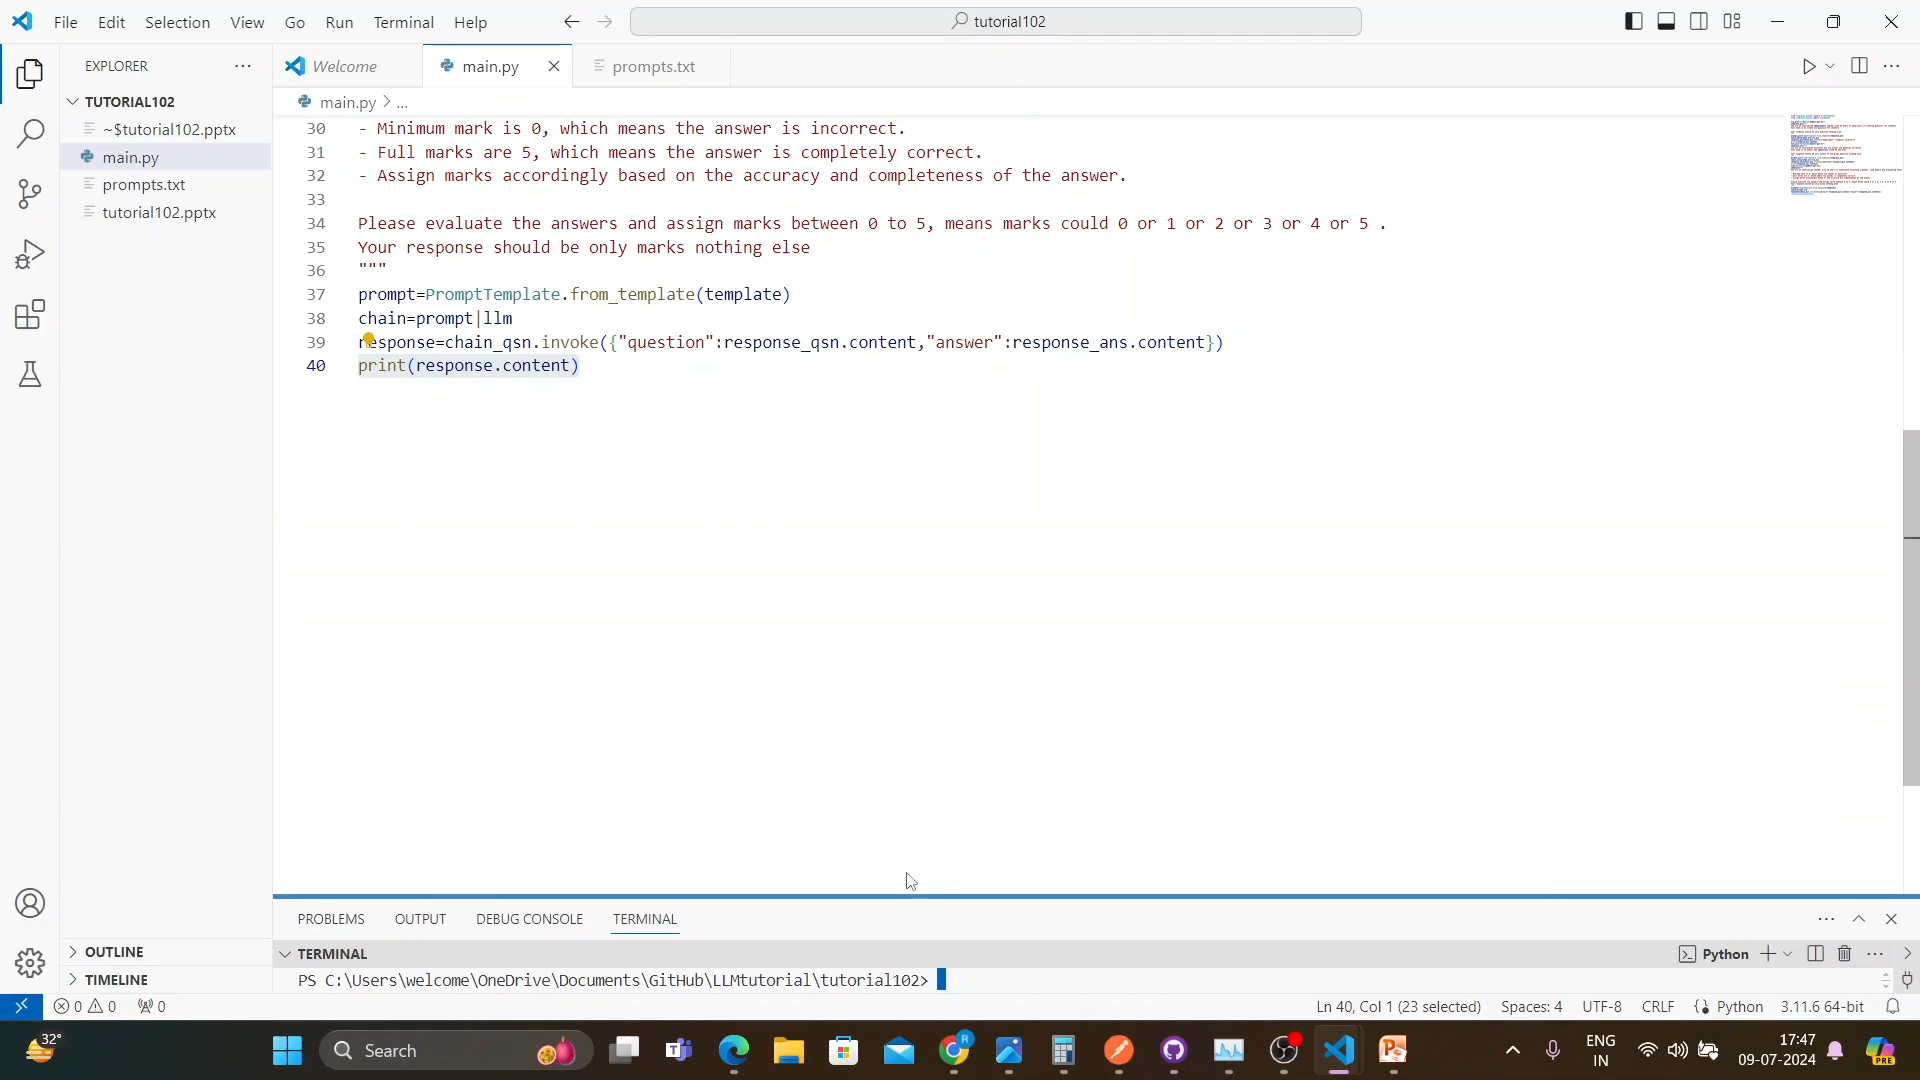 File Edit Selection View Go Run Terminal Help
tutorial102
EXPLORER
Welcome
main.py
prompts.txt
TUTORIAL102
~$tutorial102.pptx
main.py
prompts.txt
tutorial102.pptx
main.py > ...
30 - Minimum mark is 0, which means the answer is incorrect.
31 - Full marks are 5, which means the answer is completely correct.
32 - Assign marks accordingly based on the accuracy and completeness of the answer.
33
34 Please evaluate the answers and assign marks between 0 to 5, means marks could 0 or 1 or 2 or 3 or 4 or 5 .
35 Your response should be only marks nothing else
36 """
37 prompt=PromptTemplate.from_template(template)
38 chain=prompt|llm
39 response=chain_qsn.invoke({"question":response_qsn.content,"answer":response_ans.content})
40 print(response.content)
PROBLEMS OUTPUT DEBUG CONSOLE TERMINAL
TERMINAL
Python
PS C:\Users\welcome\OneDrive\Documents\GitHub\LLMtutorial\tutorial102>
OUTLINE
TIMELINE
0 0 0
Ln 40, Col 1 (23 selected) Spaces: 4 UTF-8 CRLF Python 3.11.6 64-bit
32°
Search
R
PRE
ENG
IN
17:47
09-07-2024